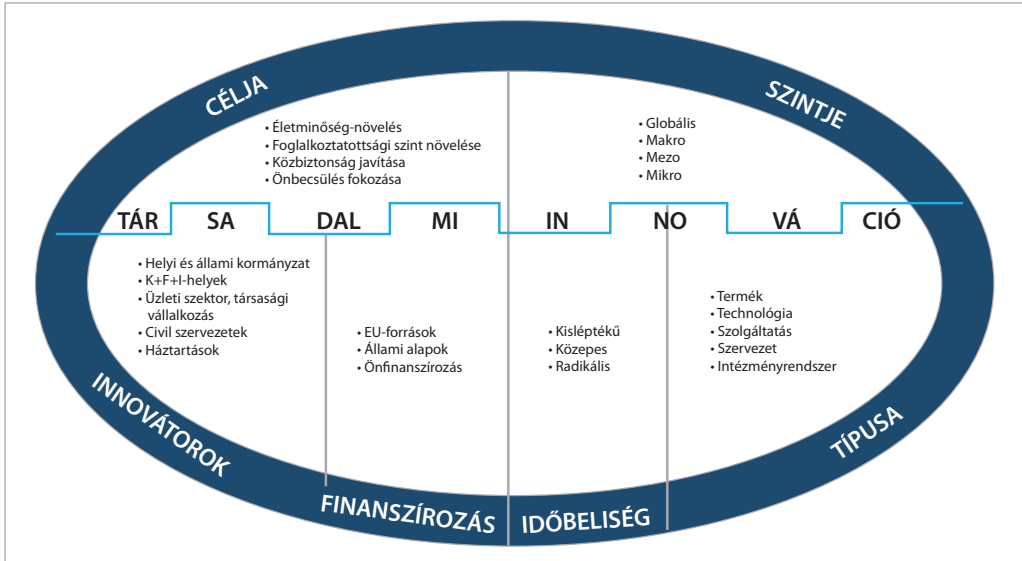 CÉLJA
SZINTJE
• Életminőség-növelés
• Foglalkoztatottsági szint növelése
• Közbiztonság javítása
• Önbecsülés fokozása
• Globális
• Makro
• Mezo
• Mikro
TÁR SA DAL MI IN NO VÁ CIÓ
• Helyi és állami kormányzat
• K+F+I-helyek
• Üzleti szektor, társasági
vállalkozás
• Civil szervezetek
• Háztartások
• EU-források
• Állami alapok
• Önfinanszírozás
• Kisléptékű
• Közepes
• Radikális
• Termék
• Technológia
• Szolgáltatás
• Szervezet
• Intézményrendszer
INNOVÁTOROK
FINANSZÍROZÁS
IDŐBELISÉG
TÍPUSA